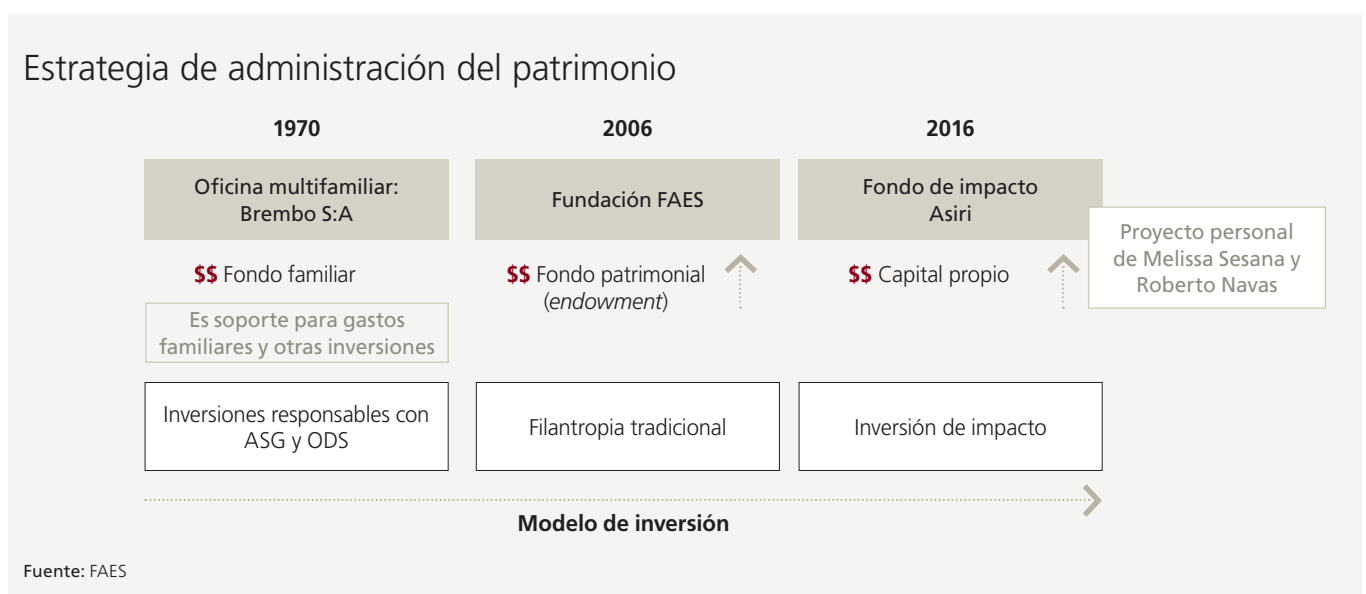 Estrategia de administración del patrimonio
1970
2006
2016
Oficina multifamiliar:
Brembo S:A
Fundación FAES
Fondo de impacto
Asiri
Proyecto personal
de Melissa Sesana y
Roberto Navas
$$ Fondo familiar
$$ Fondo patrimonial
(endowment)
$$ Capital propio
Es soporte para gastos
familiares y otras inversiones
Inversiones responsables con
ASG y ODS
Filantropia tradicional
Inversión de impacto
Modelo de inversión
Fuente: FAES